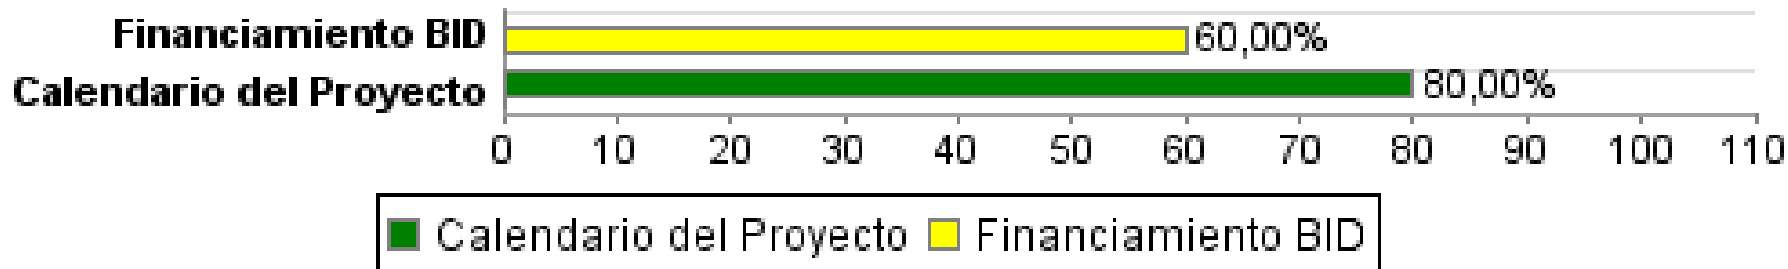 Financiamiento BID 60,00%
Calendario del Proyecto 80,00%
0 10 20 30 40 50 60 70 80 90 100 110
Calendario del Proyecto Financiamiento BID